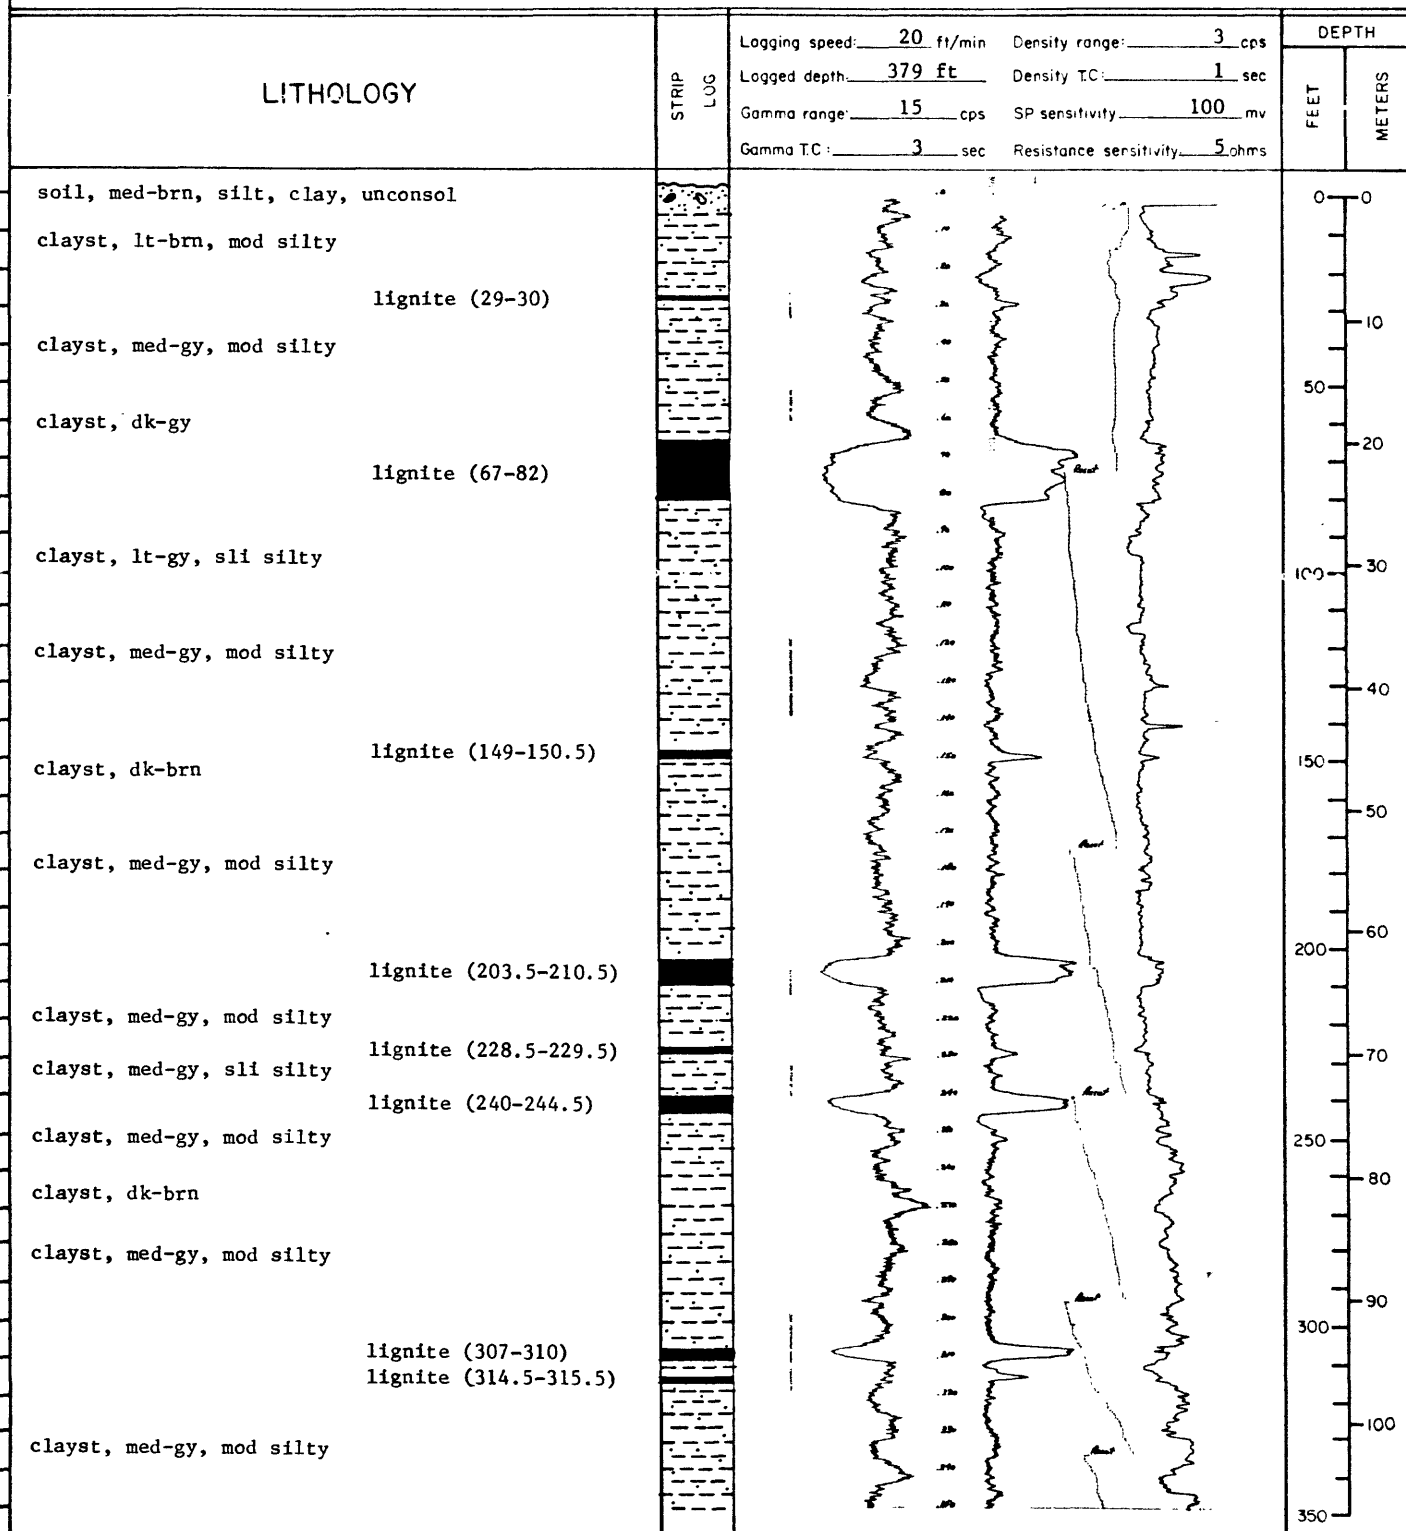 LITHOLOGY
STRIP LOG
Logging speed: 20 ft/min Density range: 3 cps
Logged depth: 379 ft Density T.C: 1 sec
Gamma range: 15 cps SP sensitivity 100 mv
Gamma T.C: 3 sec Resistance sensitivity: 5 ohms
DEPTH
FEET
METERS
soil, med-brn, silt, clay, unconsol
0 0
clayst, lt-brn, mod silty
lignite (29-30)
10
clayst, med-gy, mod silty
50
clayst, dk-gy
20
lignite (67-82)
Reset
clayst, lt-gy, sli silty
100 30
clayst, med-gy, mod silty
40
lignite (149-150.5)
150
clayst, dk-brn
50
Reset
clayst, med-gy, mod silty
60
200
lignite (203.5-210.5)
clayst, med-gy, mod silty
lignite (228.5-229.5)
70
clayst, med-gy, sli silty
Reset
lignite (240-244.5)
clayst, med-gy, mod silty
250
80
clayst, dk-brn
clayst, med-gy, mod silty
Reset
90
300
lignite (307-310)
lignite (314.5-315.5)
100
clayst, med-gy, mod silty
Reset
350